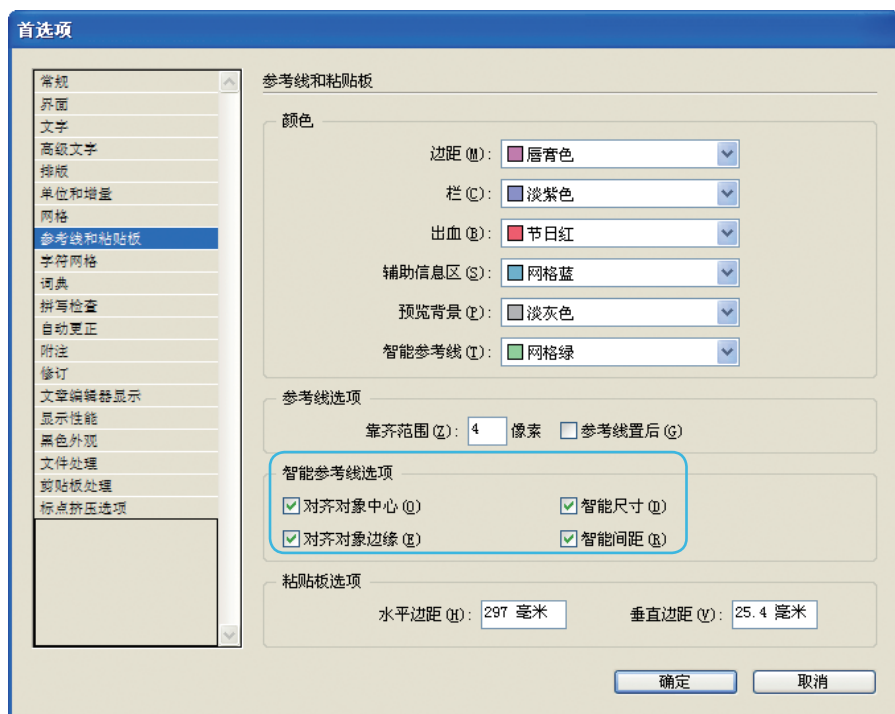 首选项
常规
界面
文字
高级文字
排版
单位和增量
网格
参考线和粘贴板
字符网格
词典
拼写检查
自动更正
附注
修订
文章编辑器显示
显示性能
黑色外观
文件处理
剪贴板处理
标点挤压选项
参考线和粘贴板
颜色
边距(M): 唇膏色
栏(C): 淡紫色
出血(B): 节日红
辅助信息区(S): 网格蓝
预览背景(P): 淡灰色
智能参考线(T): 网格绿
参考线选项
靠齐范围(Z): 4 像素 参考线置后(G)
智能参考线选项
对齐对象中心(O) 智能尺寸(D)
对齐对象边缘(E) 智能间距(R)
粘贴板选项
水平边距(H): 297 毫米 垂直边距(V): 25.4 毫米
确定 取消